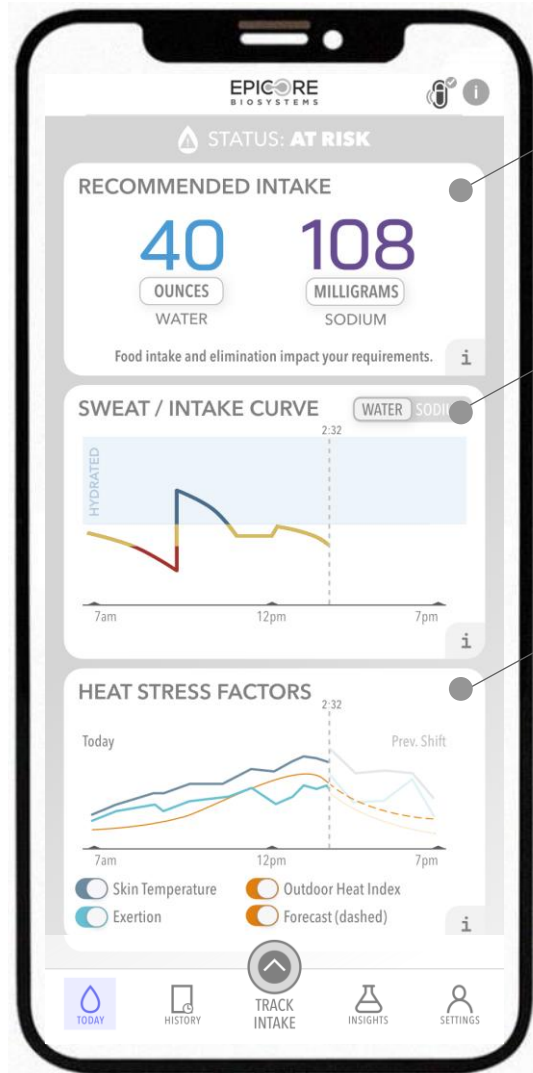 EPICORE
BIOSYSTEMS
i
STATUS: AT RISK
RECOMMENDED INTAKE
40 108
OUNCES MILLIGRAMS
WATER SODIUM
Food intake and elimination impact your requirements. i
SWEAT / INTAKE CURVE WATER
2:32
HYDRATED
7am 12pm 7pm
i
HEAT STRESS FACTORS
2:32
Today Prev. Shift
7am 12pm 7pm
Skin Temperature Outdoor Heat Index
Exertion Forecast (dashed)
i
TODAY HISTORY TRACK INTAKE INSIGHTS SETTINGS